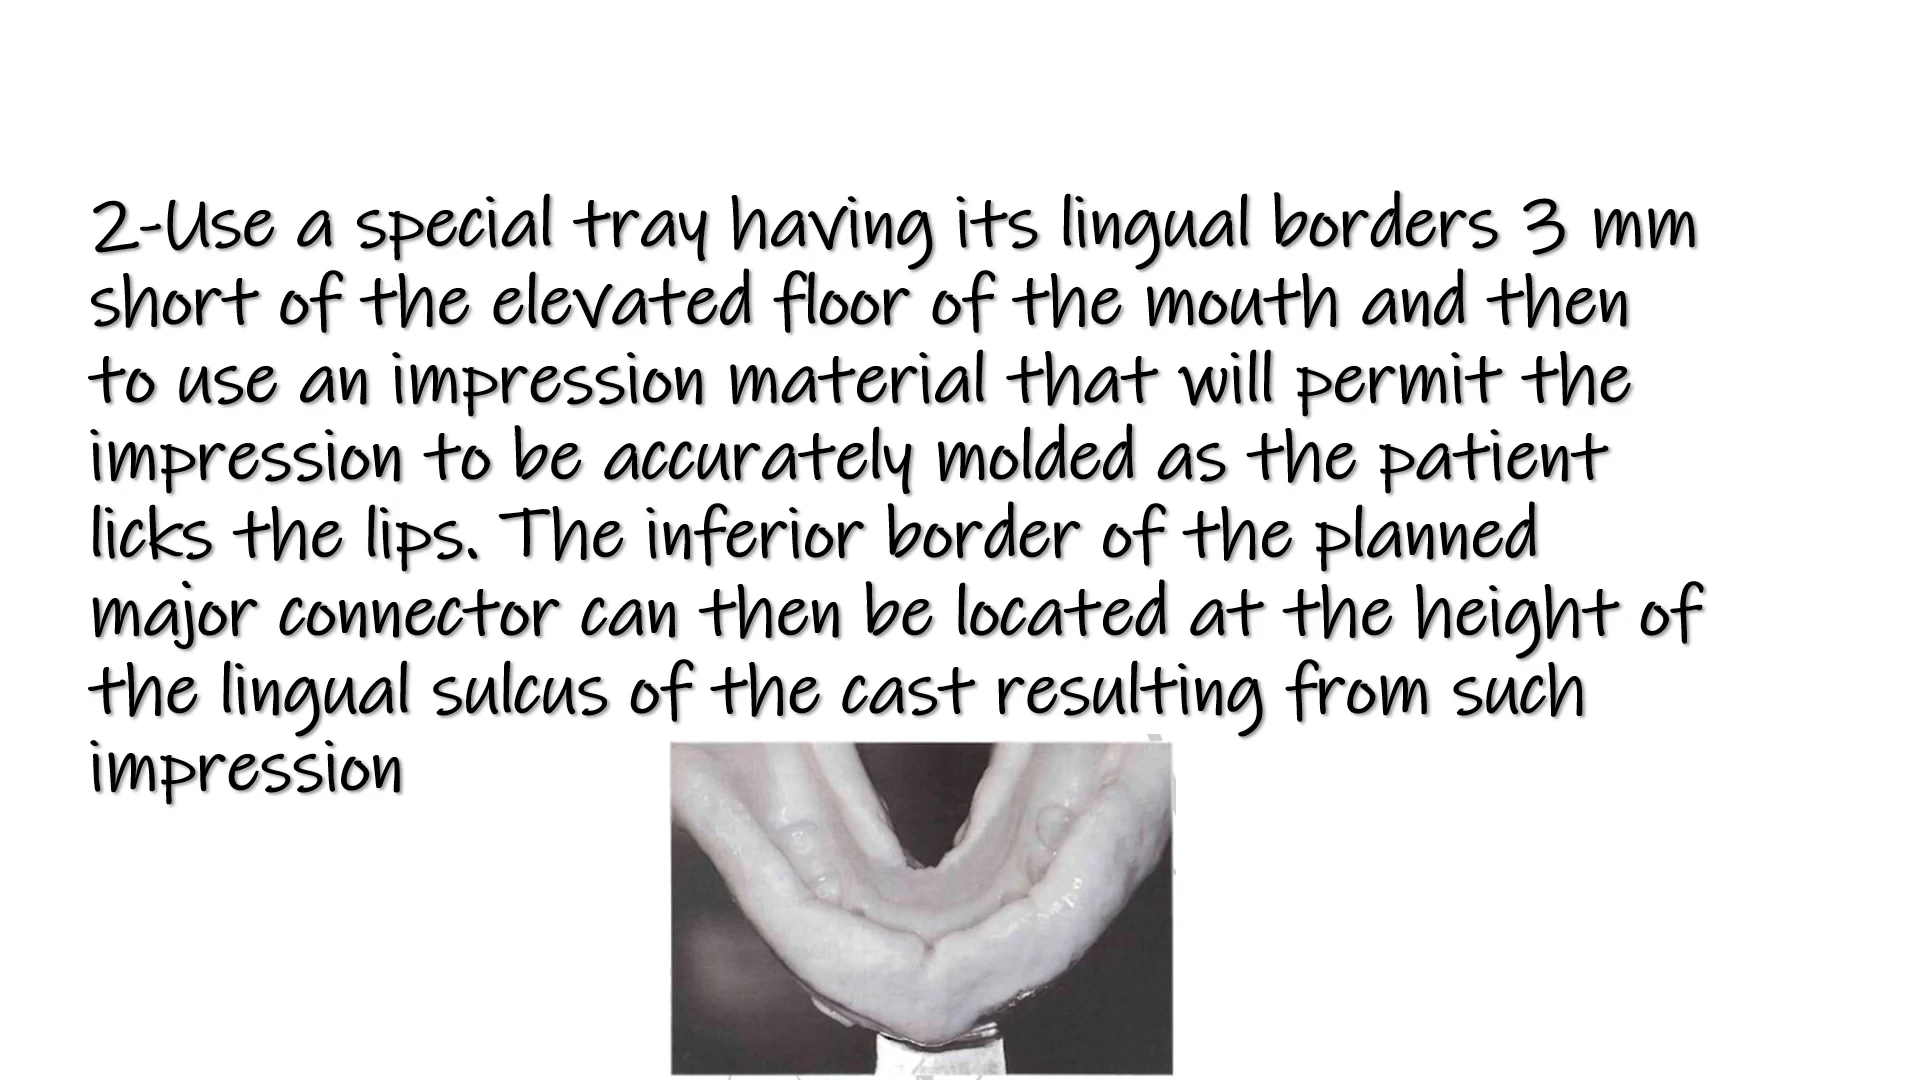 2-Use a special tray having its lingual borders 3 mm
short of the elevated floor of the mouth and then
to use an impression material that will permit the
impression to be accurately molded as the patient
licks the lips. The inferior border of the planned
major connector can then be located at the height of
the lingual sulcus of the cast resulting from such
impression